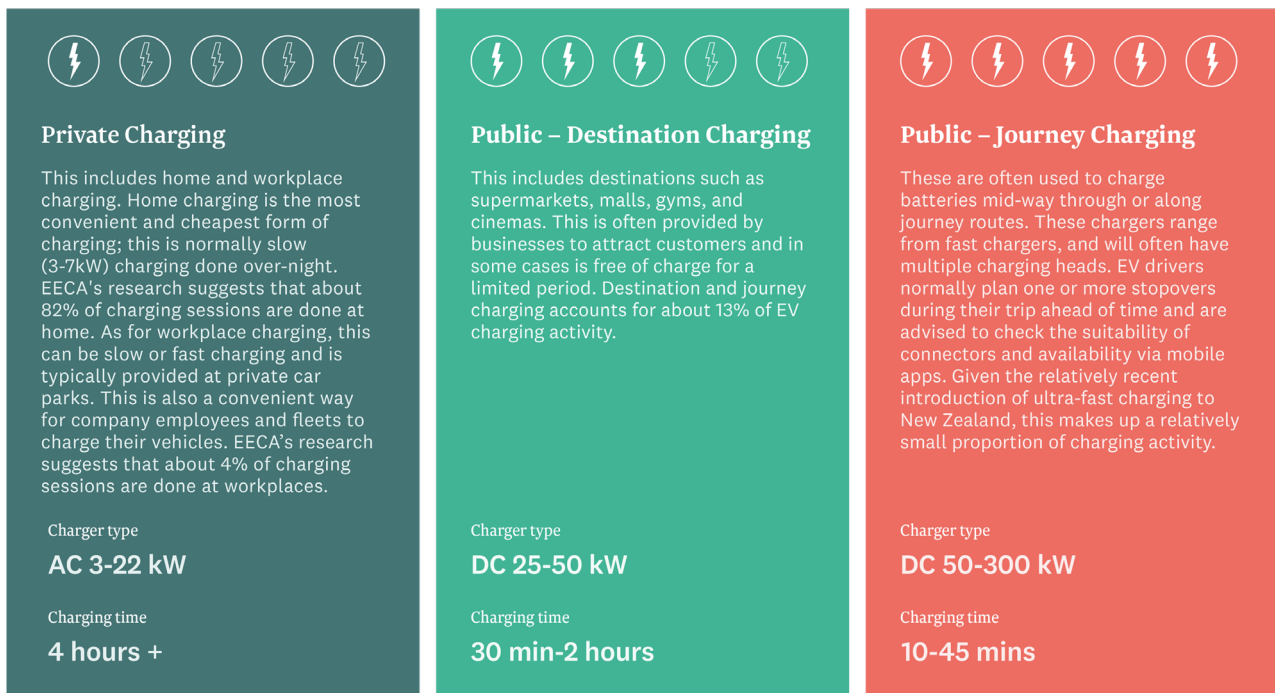 Private Charging
This includes home and workplace
charging. Home charging is the most
convenient and cheapest form of
charging; this is normally slow
(3-7kW) charging done over-night.
EECA's research suggests that about
82% of charging sessions are done at
home. As for workplace charging, this
can be slow or fast charging and is
typically provided at private car
parks. This is also a convenient way
for company employees and fleets to
charge their vehicles. EECA’s research
suggests that about 4% of charging
sessions are done at workplaces.
Charger type
AC 3-22 kW
Charging time
4 hours +
Public – Destination Charging
This includes destinations such as
supermarkets, malls, gyms, and
cinemas. This is often provided by
businesses to attract customers and in
some cases is free of charge for a
limited period. Destination and journey
charging accounts for about 13% of EV
charging activity.
Charger type
DC 25-50 kW
Charging time
30 min-2 hours
Public – Journey Charging
These are often used to charge
batteries mid-way through or along
journey routes. These chargers range
from fast chargers, and will often have
multiple charging heads. EV drivers
normally plan one or more stopovers
during their trip ahead of time and are
advised to check the suitability of
connectors and availability via mobile
apps. Given the relatively recent
introduction of ultra-fast charging to
New Zealand, this makes up a relatively
small proportion of charging activity.
Charger type
DC 50-300 kW
Charging time
10-45 mins